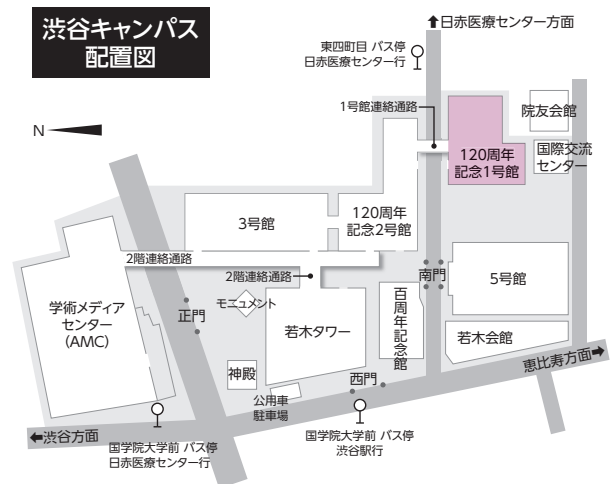 渋谷キャンパス
配置図
⬆日赤医療センター方面
東四町目 バス停
日赤医療センター行
1号館連絡通路
院友会館
N
120周年
記念1号館
国際交流
センター
3号館
120周年
記念2号館
2階連絡通路
2階連絡通路
南門
5号館
学術メディア
センター
(AMC)
正門
モニュメント
若木タワー
百周年記念館
若木会館
神殿
恵比寿方面➡
公用車
駐車場
西門
⬅渋谷方面
国学院大学前 バス停
日赤医療センター行
国学院大学前 バス停
渋谷駅行